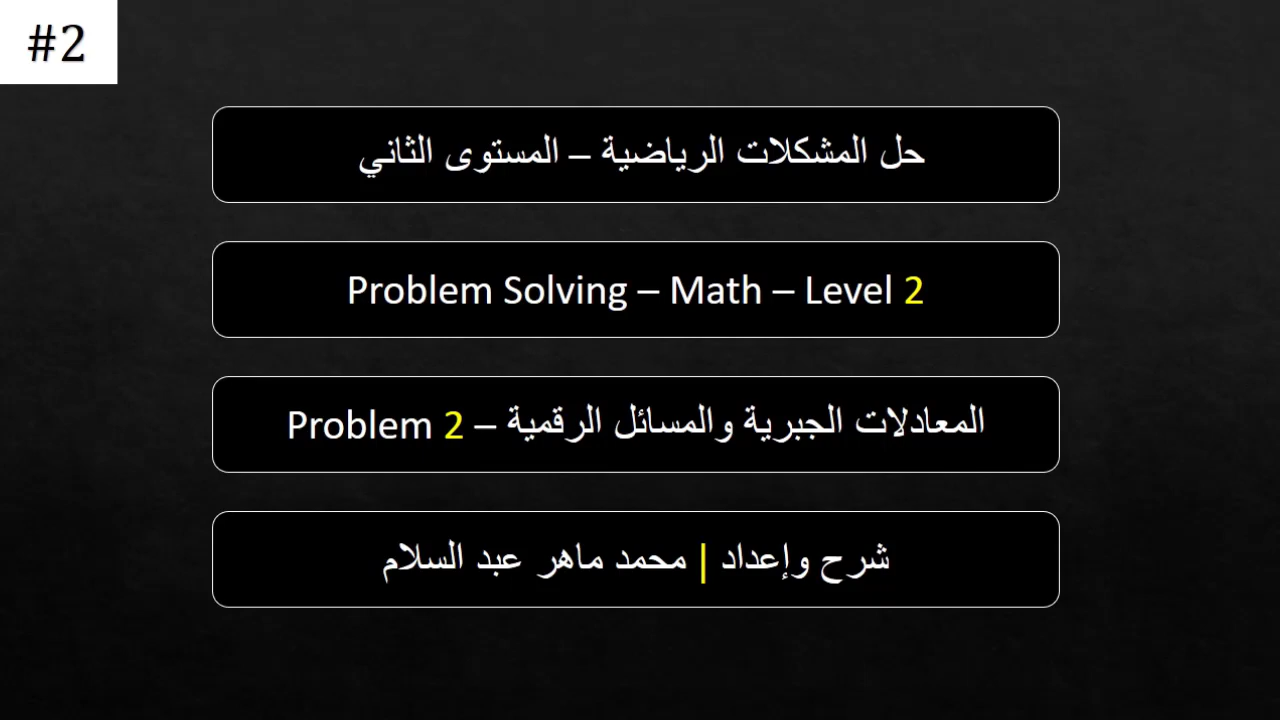 #2
حل المشكلات الرياضية – المستوى الثاني
Problem Solving – Math – Level 2
المعادلات الجبرية والمسائل الرقمية – Problem 2
شرح وإعداد | محمد ماهر عبد السلام